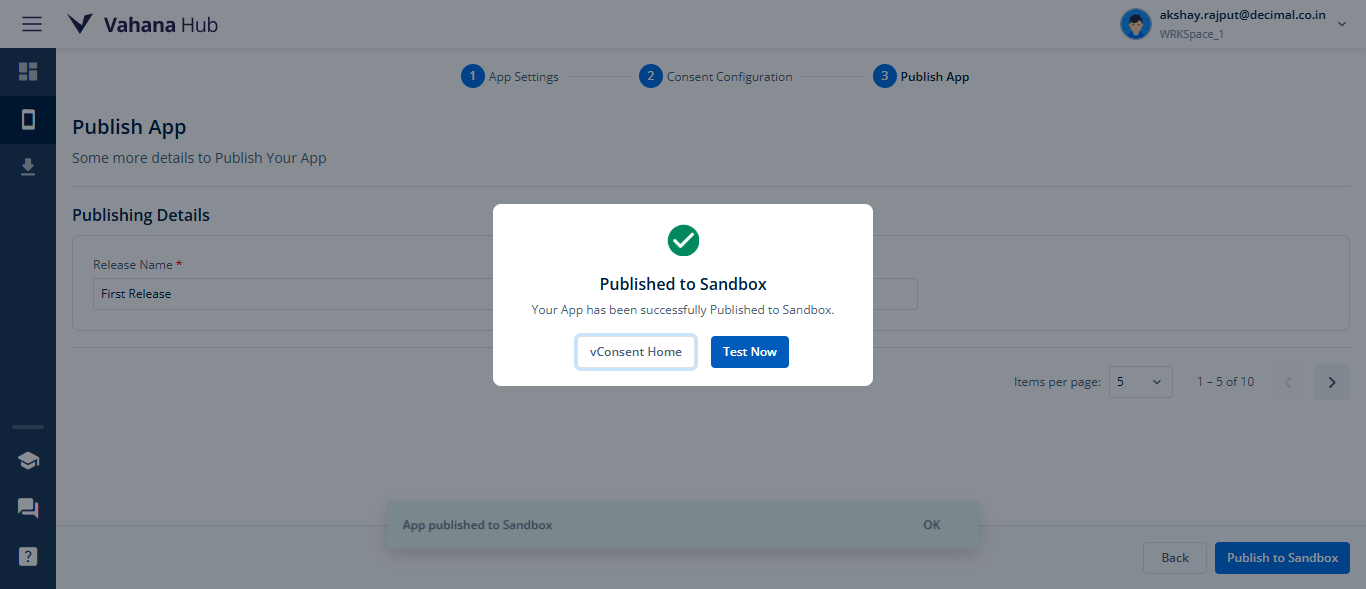 Vahana Hub
akshay.rajput@decimal.co.in
WRKSpace_1
1 App Settings
2 Consent Configuration
3 Publish App
Publish App
Some more details to Publish Your App
Publishing Details
Release Name *
First Release
Published to Sandbox
Your App has been successfully Published to Sandbox.
vConsent Home
Test Now
Items per page: 5
1 – 5 of 10
App published to Sandbox
OK
?
Back
Publish to Sandbox